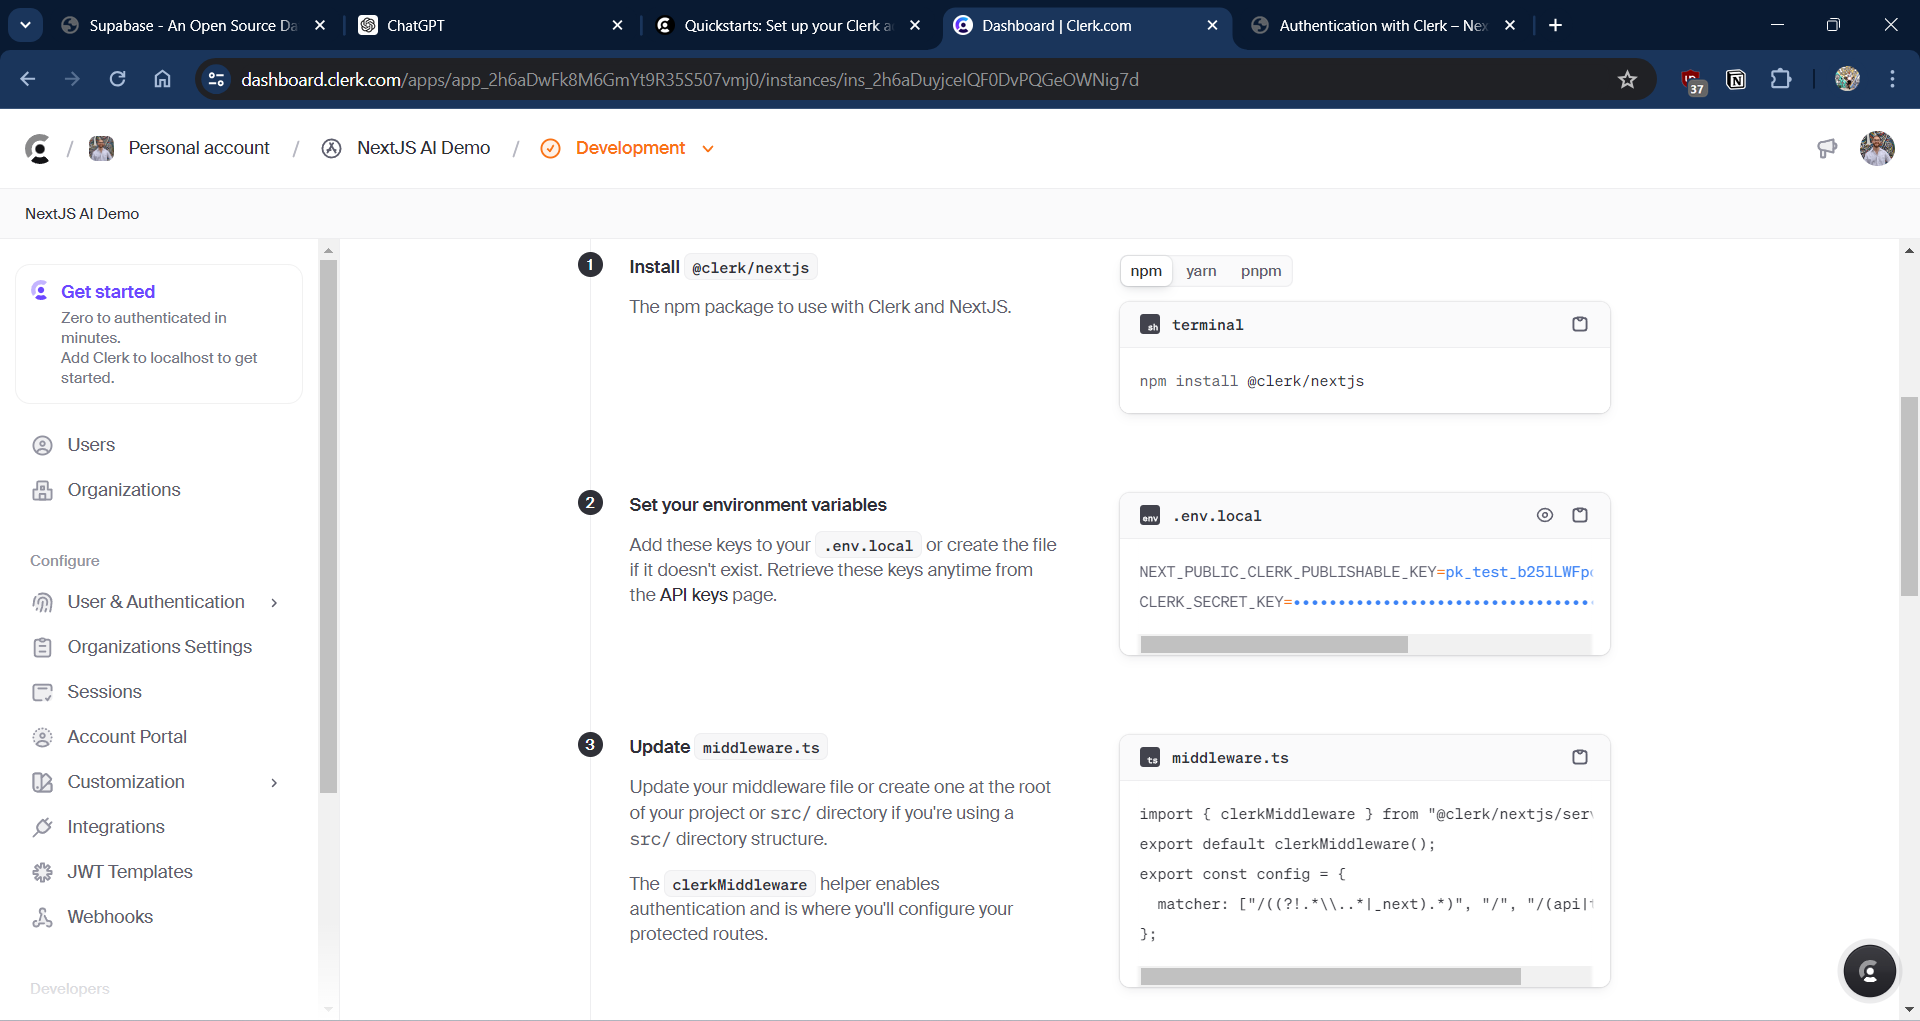 Supabase - An Open Source Da
ChatGPT
Quickstarts: Set up your Clerk a
Dashboard | Clerk.com
Authentication with Clerk – Nex
dashboard.clerk.com/apps/app_2h6aDwFk8M6GmYt9R35S507vmj0/instances/ins_2h6aDuyjceIQF0DvPQGeOWNig7d
37
/ Personal account / NextJS AI Demo / Development
NextJS AI Demo
Get started
Zero to authenticated in
minutes.
Add Clerk to localhost to get
started.
Users
Organizations
Configure
User & Authentication
Organizations Settings
Sessions
Account Portal
Customization
Integrations
JWT Templates
Webhooks
Developers
1 Install @clerk/nextjs
The npm package to use with Clerk and NextJS.
npm yarn pnpm
sh terminal
npm install @clerk/nextjs
2 Set your environment variables
Add these keys to your .env.local or create the file
if it doesn't exist. Retrieve these keys anytime from
the API keys page.
env .env.local
NEXT_PUBLIC_CLERK_PUBLISHABLE_KEY=pk_test_b25lLWFp
CLERK_SECRET_KEY=•••••••••••••••••••••••••••••••••
3 Update middleware.ts
Update your middleware file or create one at the root
of your project or src/ directory if you're using a
src/ directory structure.
The clerkMiddleware helper enables
authentication and is where you'll configure your
protected routes.
ts middleware.ts
import { clerkMiddleware } from "@clerk/nextjs/ser
export default clerkMiddleware();
export const config = {
matcher: ["/((?!.*\\..*|_next).*)", "/", "/(api|
};